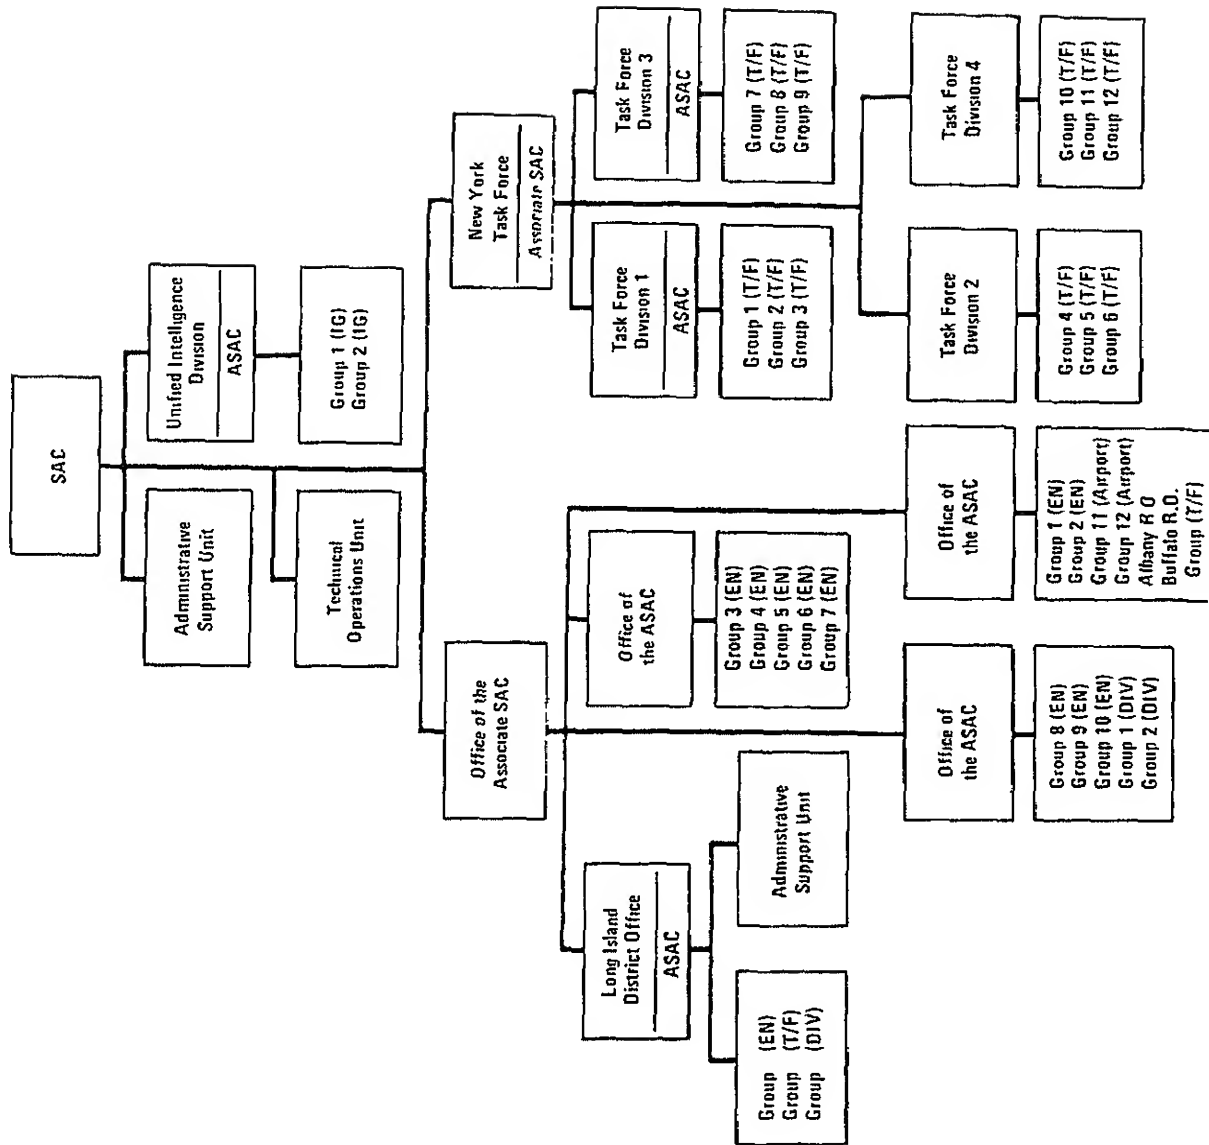 SAC
Administrative
Support Unit
Unified Intelligence
Division
ASAC
Technical
Operations Unit
Group 1 (IG)
Group 2 (IG)
Office of the
Associate SAC
New York
Task Force
Associate SAC
Long Island
District Office
ASAC
Office of
the ASAC
Task Force
Division 1
ASAC
Task Force
Division 3
ASAC
Group (EN)
Group (T/F)
Group (DIV)
Administrative
Support Unit
Group 3 (EN)
Group 4 (EN)
Group 5 (EN)
Group 6 (EN)
Group 7 (EN)
Group 1 (T/F)
Group 2 (T/F)
Group 3 (T/F)
Group 7 (T/F)
Group 8 (T/F)
Group 9 (T/F)
Office of
the ASAC
Office of
the ASAC
Task Force
Division 2
Task Force
Division 4
Group 8 (EN)
Group 9 (EN)
Group 10 (EN)
Group 1 (DIV)
Group 2 (DIV)
Group 1 (EN)
Group 2 (EN)
Group 11 (Airport)
Group 12 (Airport)
Albany R O
Buffalo R.O.
Group (T/F)
Group 4 (T/F)
Group 5 (T/F)
Group 6 (T/F)
Group 10 (T/F)
Group 11 (T/F)
Group 12 (T/F)